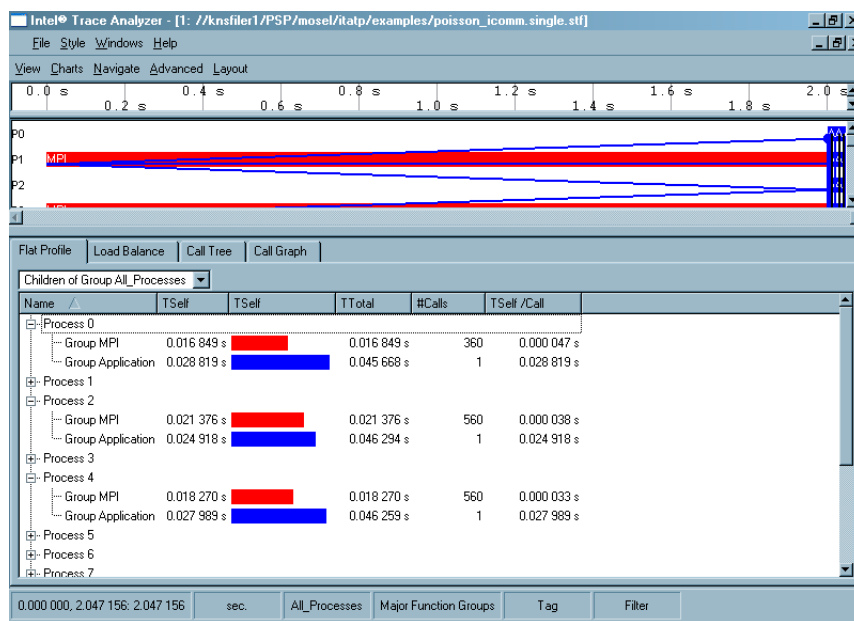 Intel® Trace Analyzer - [1: //knsfiler1/PSP/mosel/itatp/examples/poisson_icomm.single.stf]
File Style Windows Help
View Charts Navigate Advanced Layout
0.0 s 0.4 s 0.8 s 1.2 s 1.6 s 2.0 s
0.2 s 0.6 s 1.0 s 1.4 s 1.8 s
P0
P1 MPI
P2
Flat Profile Load Balance Call Tree Call Graph
Children of Group All_Processes
Name TSelf TSelf TTotal #Calls TSelf /Call
Process 0
Group MPI 0.016 849 s 0.016 849 s 360 0.000 047 s
Group Application 0.028 819 s 0.045 668 s 1 0.028 819 s
Process 1
Process 2
Group MPI 0.021 376 s 0.021 376 s 560 0.000 038 s
Group Application 0.024 918 s 0.046 294 s 1 0.024 918 s
Process 3
Process 4
Group MPI 0.018 270 s 0.018 270 s 560 0.000 033 s
Group Application 0.027 989 s 0.046 259 s 1 0.027 989 s
Process 5
Process 6
Process 7
0.000 000, 2.047 156: 2.047 156 sec. All_Processes Major Function Groups Tag Filter